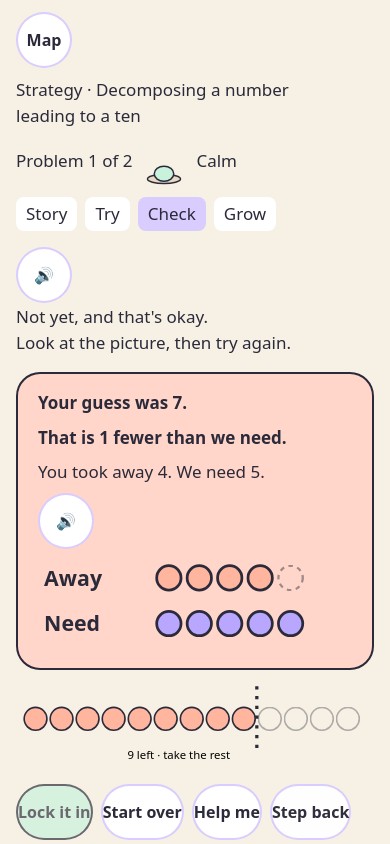 Map
Strategy · Decomposing a number
leading to a ten
Problem 1 of 2 Calm
Story Try Check Grow
Not yet, and that's okay.
Look at the picture, then try again.
Your guess was 7.
That is 1 fewer than we need.
You took away 4. We need 5.
Away
Need
9 left · take the rest
Lock it in Start over Help me Step back